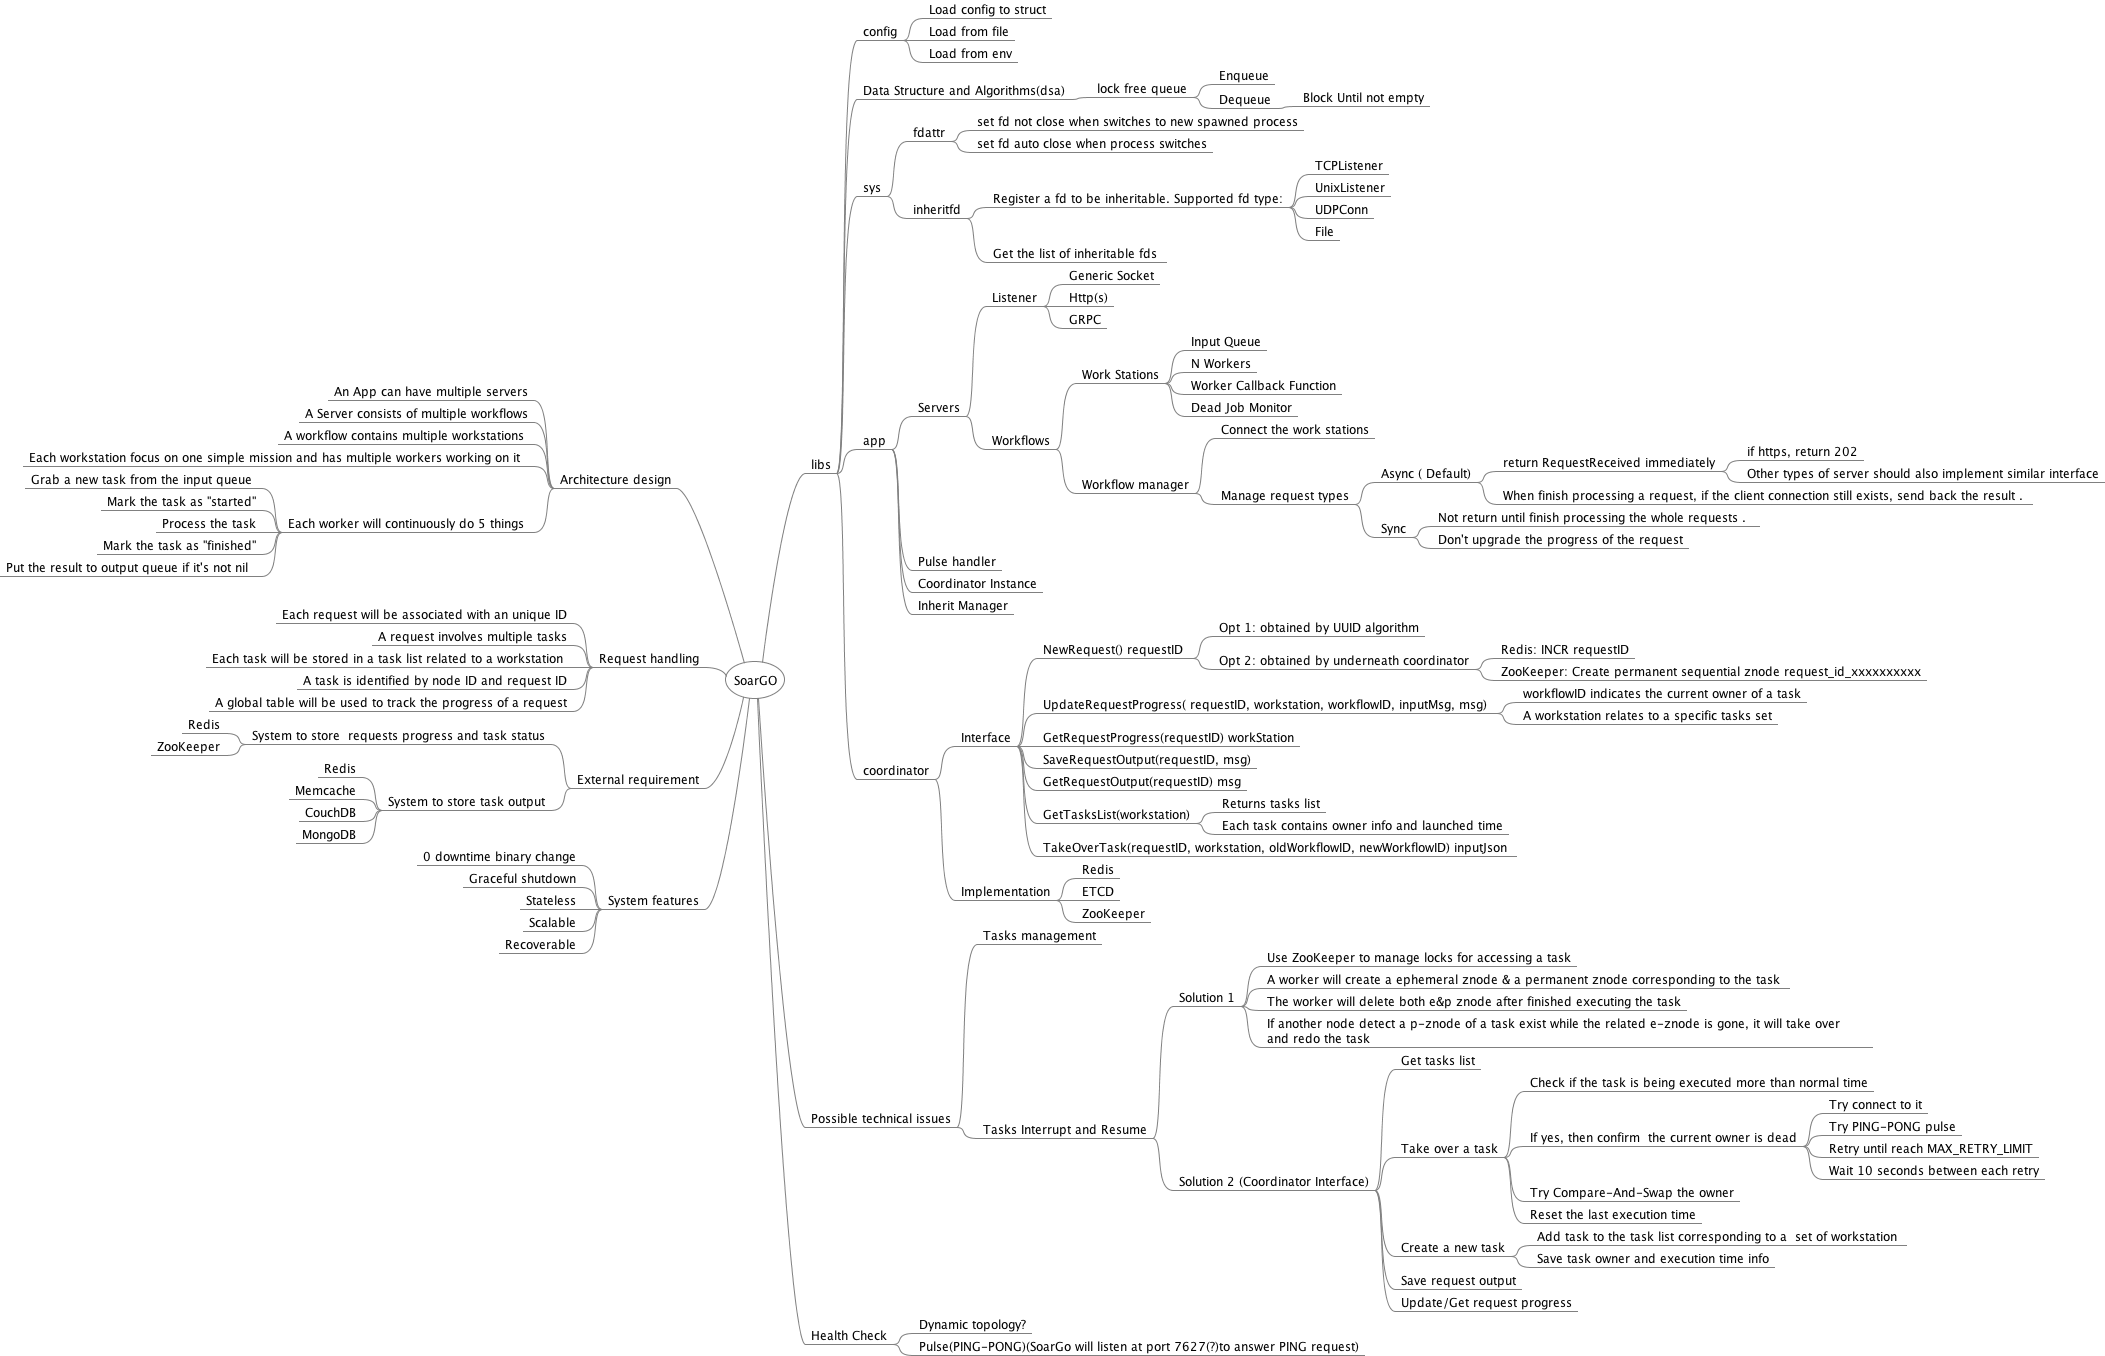 SoarGO
libs
config
Load config to struct
Load from file
Load from env
Data Structure and Algorithms(dsa)
lock free queue
Enqueue
Dequeue
Block Until not empty
sys
fdattr
set fd not close when switches to new spawned process
set fd auto close when process switches
inheritfd
Register a fd to be inheritable. Supported fd type:
TCPListener
UnixListener
UDPConn
File
Get the list of inheritable fds
app
Servers
Listener
Generic Socket
Http(s)
GRPC
Workflows
Work Stations
Input Queue
N Workers
Worker Callback Function
Dead Job Monitor
Workflow manager
Connect the work stations
Manage request types
Async ( Default)
return RequestReceived immediately
if https, return 202
Other types of server should also implement similar interface
When finish processing a request, if the client connection still exists, send back the result .
Sync
Not return until finish processing the whole requests .
Don't upgrade the progress of the request
Pulse handler
Coordinator Instance
Inherit Manager
coordinator
Interface
NewRequest() requestID
Opt 1: obtained by UUID algorithm
Opt 2: obtained by underneath coordinator
Redis: INCR requestID
ZooKeeper: Create permanent sequential znode request_id_xxxxxxxxxx
UpdateRequestProgress( requestID, workstation, workflowID, inputMsg, msg)
workflowID indicates the current owner of a task
A workstation relates to a specific tasks set
GetRequestProgress(requestID) workStation
SaveRequestOutput(requestID, msg)
GetRequestOutput(requestID) msg
GetTasksList(workstation)
Returns tasks list
Each task contains owner info and launched time
TakeOverTask(requestID, workstation, oldWorkflowID, newWorkflowID) inputJson
Implementation
Redis
ETCD
ZooKeeper
Possible technical issues
Tasks management
Tasks Interrupt and Resume
Solution 1
Use ZooKeeper to manage locks for accessing a task
A worker will create a ephemeral znode & a permanent znode corresponding to the task
The worker will delete both e&p znode after finished executing the task
If another node detect a p-znode of a task exist while the related e-znode is gone, it will take over
and redo the task
Solution 2 (Coordinator Interface)
Get tasks list
Take over a task
Check if the task is being executed more than normal time
If yes, then confirm  the current owner is dead
Try connect to it
Try PING-PONG pulse
Retry until reach MAX_RETRY_LIMIT
Wait 10 seconds between each retry
Try Compare-And-Swap the owner
Reset the last execution time
Create a new task
Add task to the task list corresponding to a  set of workstation
Save task owner and execution time info
Save request output
Update/Get request progress
Health Check
Dynamic topology?
Pulse(PING-PONG)(SoarGo will listen at port 7627(?)to answer PING request)
Architecture design
An App can have multiple servers
A Server consists of multiple workflows
A workflow contains multiple workstations
Each workstation focus on one simple mission and has multiple workers working on it
Each worker will continuously do 5 things
Grab a new task from the input queue
Mark the task as "started"
Process the task
Mark the task as "finished"
Put the result to output queue if it's not nil
Request handling
Each request will be associated with an unique ID
A request involves multiple tasks
Each task will be stored in a task list related to a workstation
A task is identified by node ID and request ID
A global table will be used to track the progress of a request
External requirement
System to store  requests progress and task status
Redis
ZooKeeper
System to store task output
Redis
Memcache
CouchDB
MongoDB
System features
0 downtime binary change
Graceful shutdown
Stateless
Scalable
Recoverable